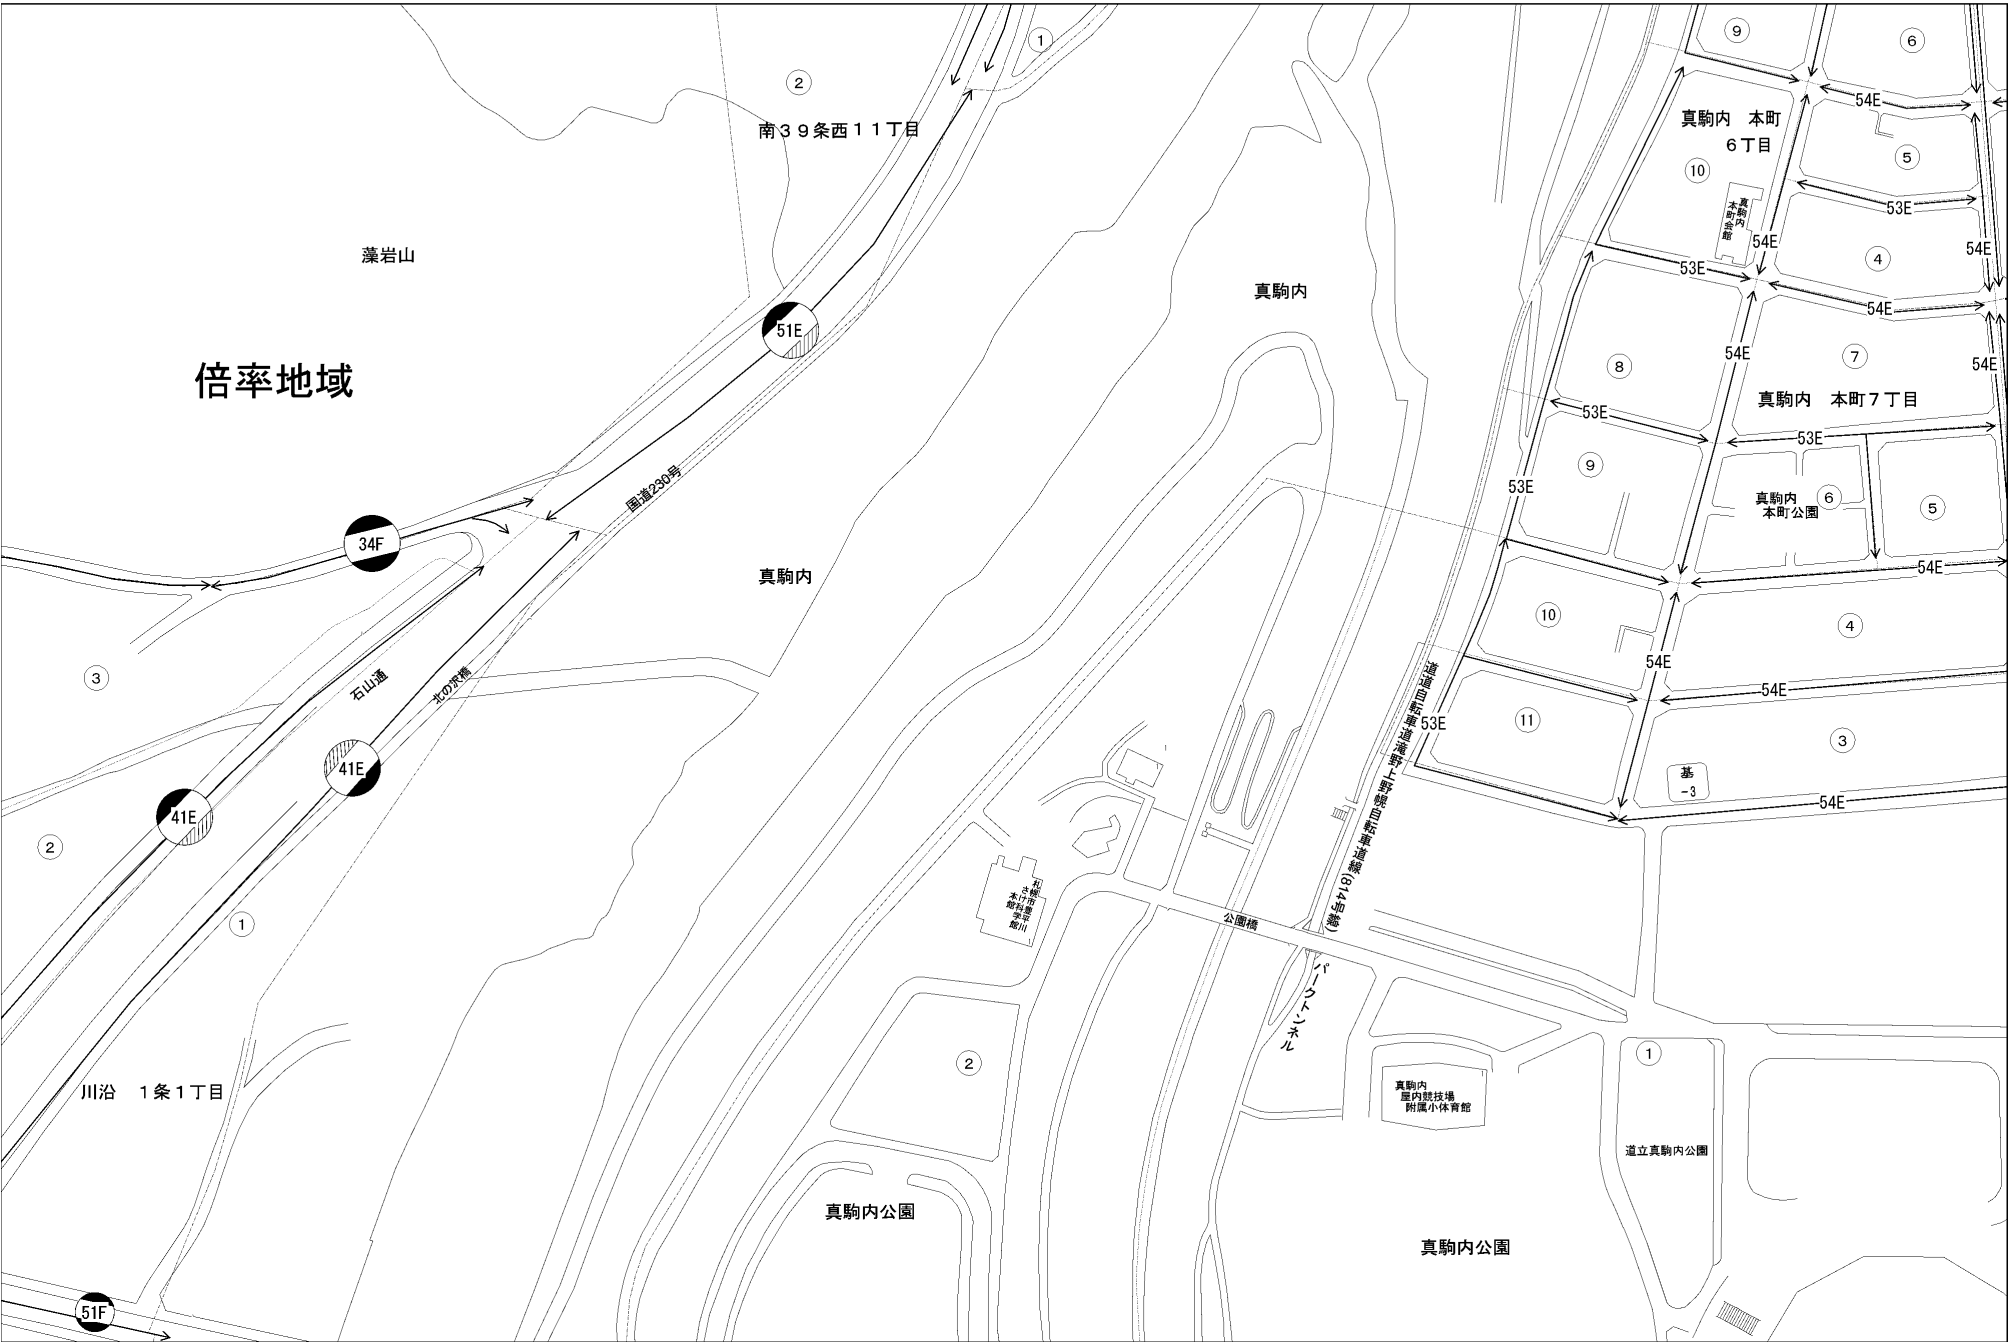 ①
⑨
⑥
②
54E
南３９条西１１丁目
真駒内　本町
６丁目
⑤
⑩
53E
真駒内
本町会館
54E
54E
藻岩山
④
53E
真駒内
54E
51E
54E
⑦
54E
⑧
倍率地域
真駒内　本町７丁目
53E
53E
⑨
国道230号
53E
真駒内
本町公園
⑥
⑤
34F
54E
真駒内
⑩
④
54E
③
石山通
北の沢橋
54E
道道自転車道滝野上野幌自転車道線(814号線)
53E
⑪
③
41E
基
-3
54E
41E
②
札幌市豊平川
さけ科学館
本館
①
公園橋
パークトンネル
②
①
川沿　１条１丁目
真駒内
屋内競技場
附属小体育館
道立真駒内公園
真駒内公園
真駒内公園
51F